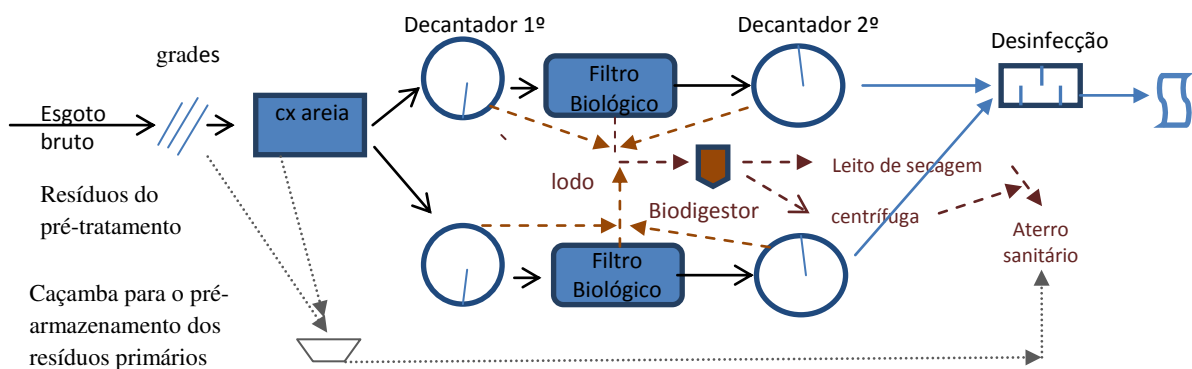 Decantador 1º
Decantador 2º
Desinfecção
grades
Filtro
Biológico
Esgoto
bruto
cx areia
lodo
Leito de secagem
Resíduos do
pré-tratamento
Biodigestor
centrífuga
Aterro
sanitário
Filtro
Biológico
Caçamba para o pré-
armazenamento dos
resíduos primários